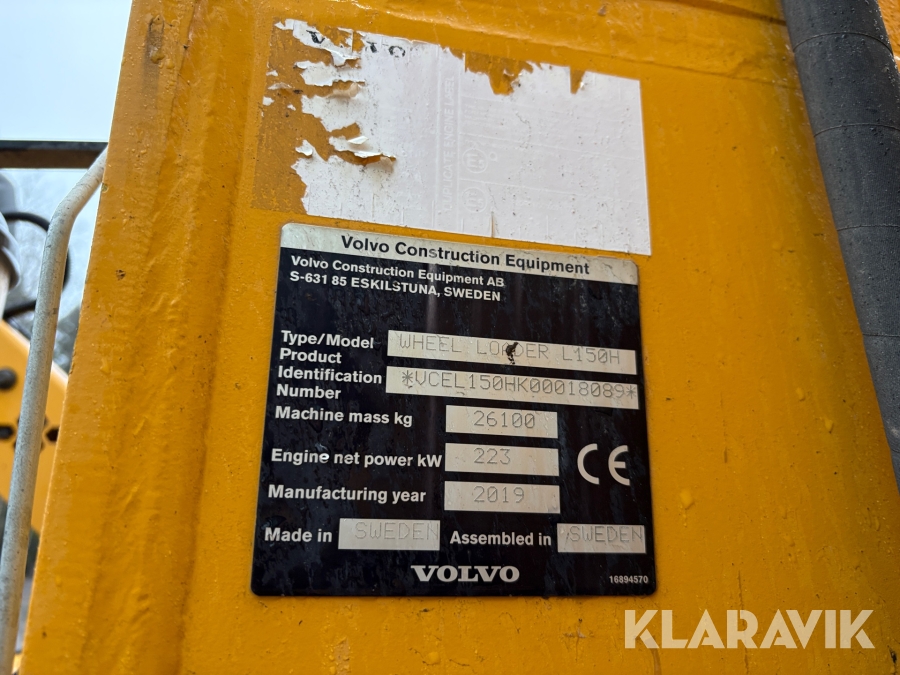 VOLVO
Volvo Construction Equipment
Volvo Construction Equipment AB
S-631 85 ESKILSTUNA, SWEDEN
Type/Model WHEEL LOADER L150H
Product
Identification *VCEL150HK00018089*
Number
Machine mass kg 26100
Engine net power kW 223
CE
Manufacturing year 2019
Made in SWEDEN Assembled in SWEDEN
VOLVO
16894570
KLARAVIK